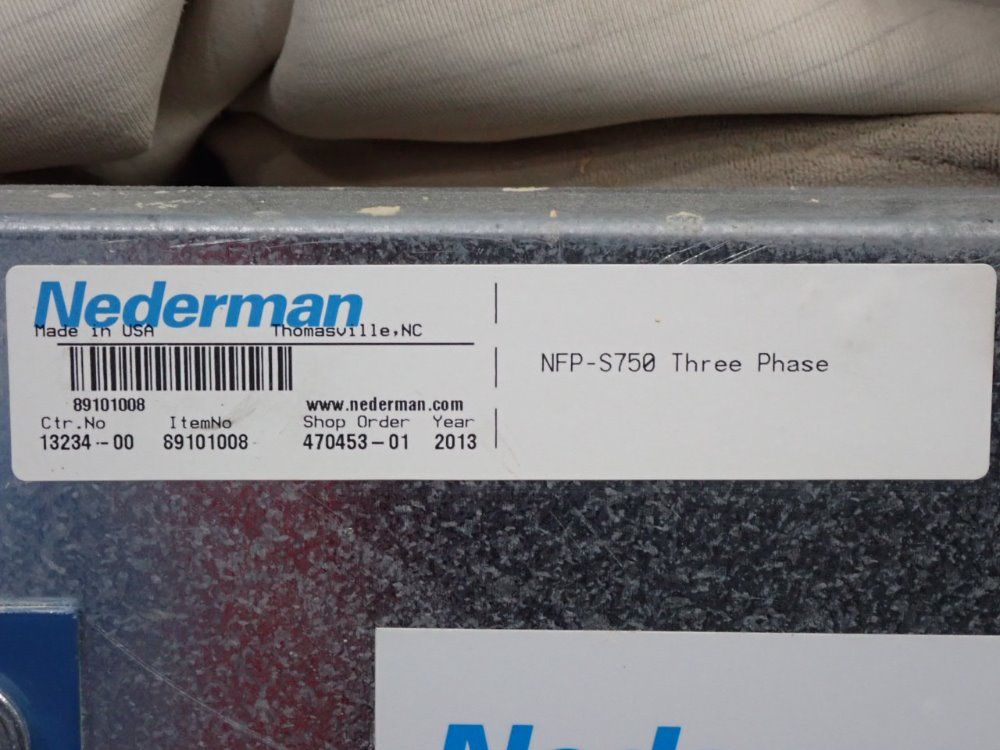 Nederman
Made in USA Thomasville,NC
89101008
www.nederman.com
Ctr.No ItemNo Shop Order Year
13234-00 89101008 470453-01 2013
NFP-S750 Three Phase